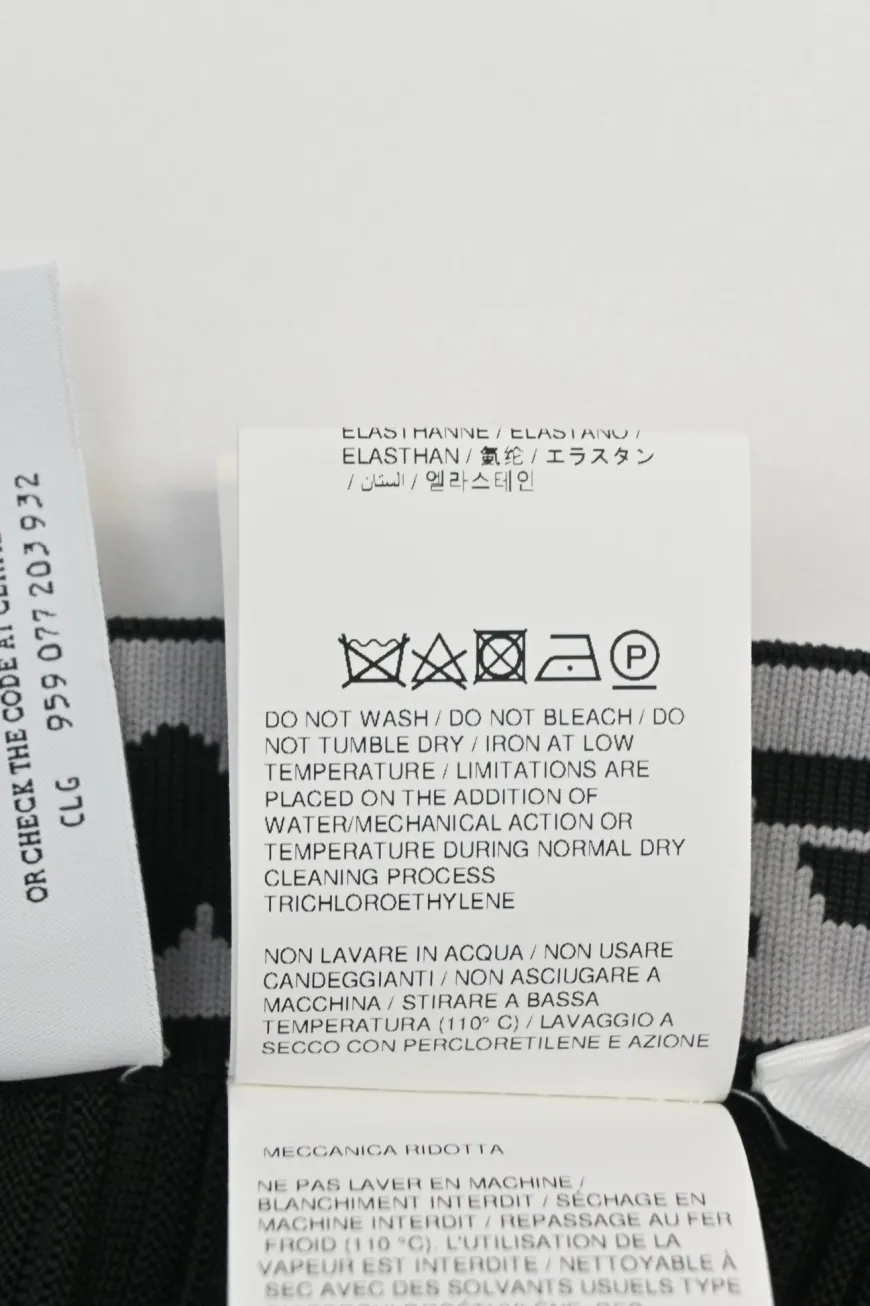 OR CHECK THE CODE AT
CLG 959 077 203 932
ELASTHANNE / ELASTANO /
ELASTHAN / 氨纶 / エラスタン
/ الستان / 엘라스테인
P
DO NOT WASH / DO NOT BLEACH / DO
NOT TUMBLE DRY / IRON AT LOW
TEMPERATURE / LIMITATIONS ARE
PLACED ON THE ADDITION OF
WATER/MECHANICAL ACTION OR
TEMPERATURE DURING NORMAL DRY
CLEANING PROCESS
TRICHLOROETHYLENE
NON LAVARE IN ACQUA / NON USARE
CANDEGGIANTI / NON ASCIUGARE A
MACCHINA / STIRARE A BASSA
TEMPERATURA (110° C) / LAVAGGIO A
SECCO CON PERCLORETILENE E AZIONE
MECCANICA RIDOTTA
NE PAS LAVER EN MACHINE /
BLANCHIMENT INTERDIT / SÉCHAGE EN
MACHINE INTERDIT / REPASSAGE AU FER
FROID (110 °C). L'UTILISATION DE LA
VAPEUR EST INTERDITE / NETTOYABLE À
SEC AVEC DES SOLVANTS USUELS TYPE